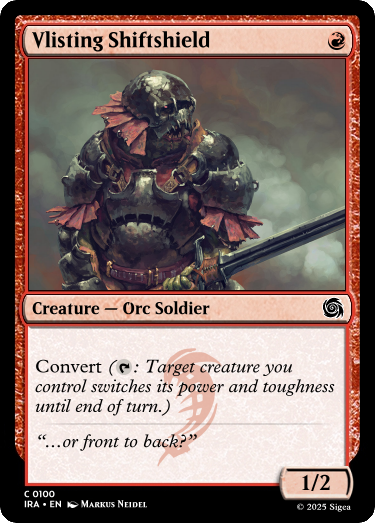 Vlisting Shiftshield
Creature — Orc Soldier
Convert (: Target creature you
control switches its power and toughness
until end of turn.)
“…or front to back?”
1/2
C 0100
IRA • EN Markus Neidel
© 2025 Sigea